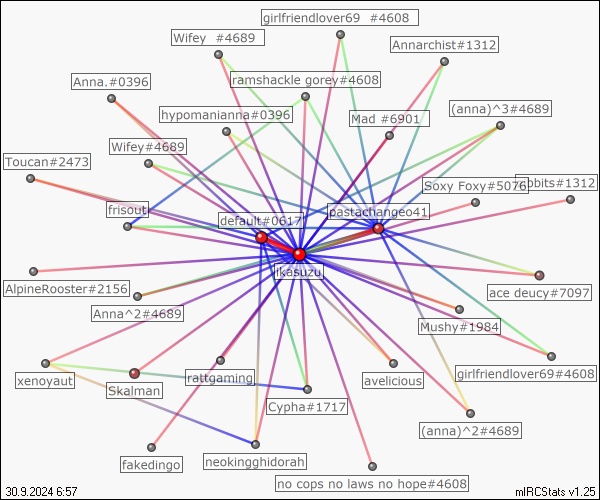 girlfriendlover69 #4608
Wifey #4689
Annarchist#1312
Anna.#0396
ramshackle gorey#4608
hypomanianna#0396
Mad #6901
(anna)^3#4689
Wifey#4689
Toucan#2473
Soxy Foxy#5076
bbits#1312
frisout
default#0617
pastachangeo41
jkasuzu
AlpineRooster#2156
ace deucy#7097
Anna^2#4689
Mushy#1984
xenoyaut
Skalman
rattgaming
avelicious
girlfriendlover69#4608
Cypha#1717
(anna)^2#4689
fakedingo
neokingghidorah
no cops no laws no hope#4608
30.9.2024 6:57
mIRCStats v1.25